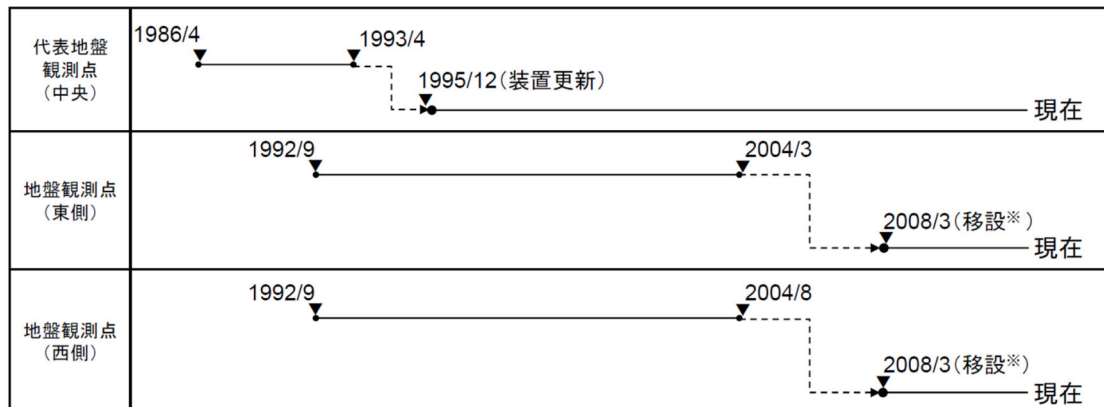 代表地盤
観測点
（中央）
1986/4
1993/4
1995/12（装置更新）
現在
地盤観測点
（東側）
1992/9
2004/3
2008/3（移設※）
現在
地盤観測点
（西側）
1992/9
2004/8
2008/3（移設※）
現在